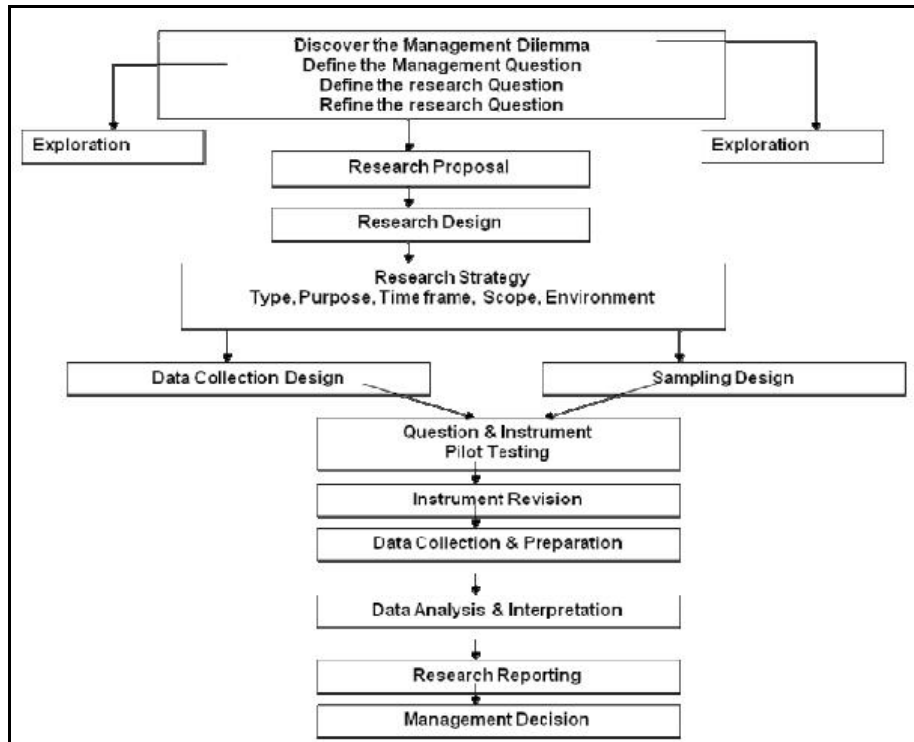 Discover the Management Dilemma
Define the Management Question
Define the research Question
Refine the research Question
Exploration
Exploration
Research Proposal
Research Design
Research Strategy
Type, Purpose, Time frame, Scope, Environment
Data Collection Design
Sampling Design
Question & Instrument
Pilot Testing
Instrument Revision
Data Collection & Preparation
Data Analysis & Interpretation
Research Reporting
Management Decision